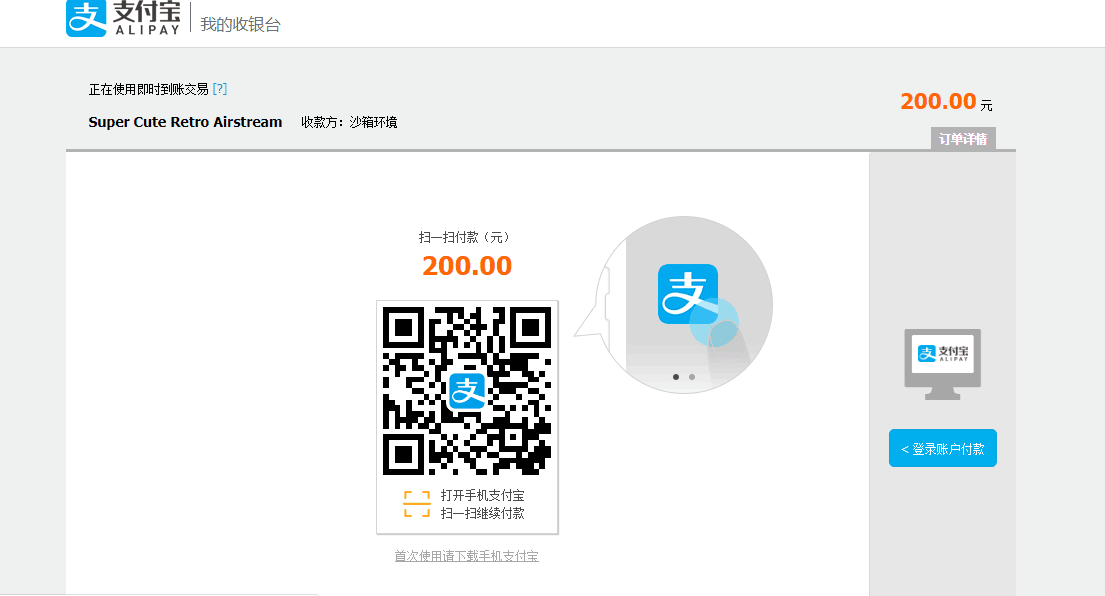 支付宝
ALIPAY
我的收银台
正在使用即时到账交易 [?]
Super Cute Retro Airstream 收款方：沙箱环境
200.00 元
订单详情
扫一扫付款（元）
200.00
支
支
打开手机支付宝
扫一扫继续付款
首次使用请下载手机支付宝
支付宝
ALIPAY
< 登录账户付款